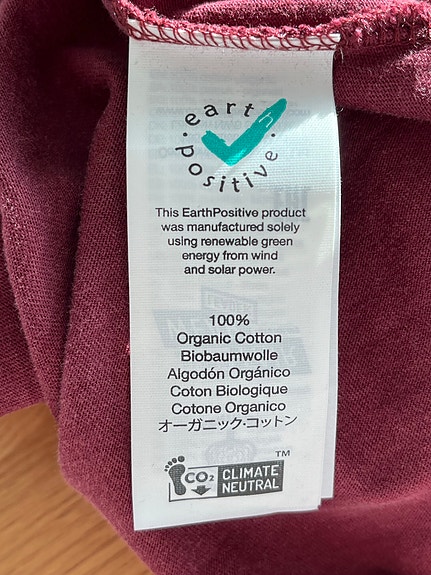 earth
positive
This EarthPositive product
was manufactured solely
using renewable green
energy from wind
and solar power.
100%
Organic Cotton
Biobaumwolle
Algodón Orgánico
Coton Biologique
Cotone Organico
オーガニック·コットン
CO₂
CLIMATE
NEUTRAL
TM